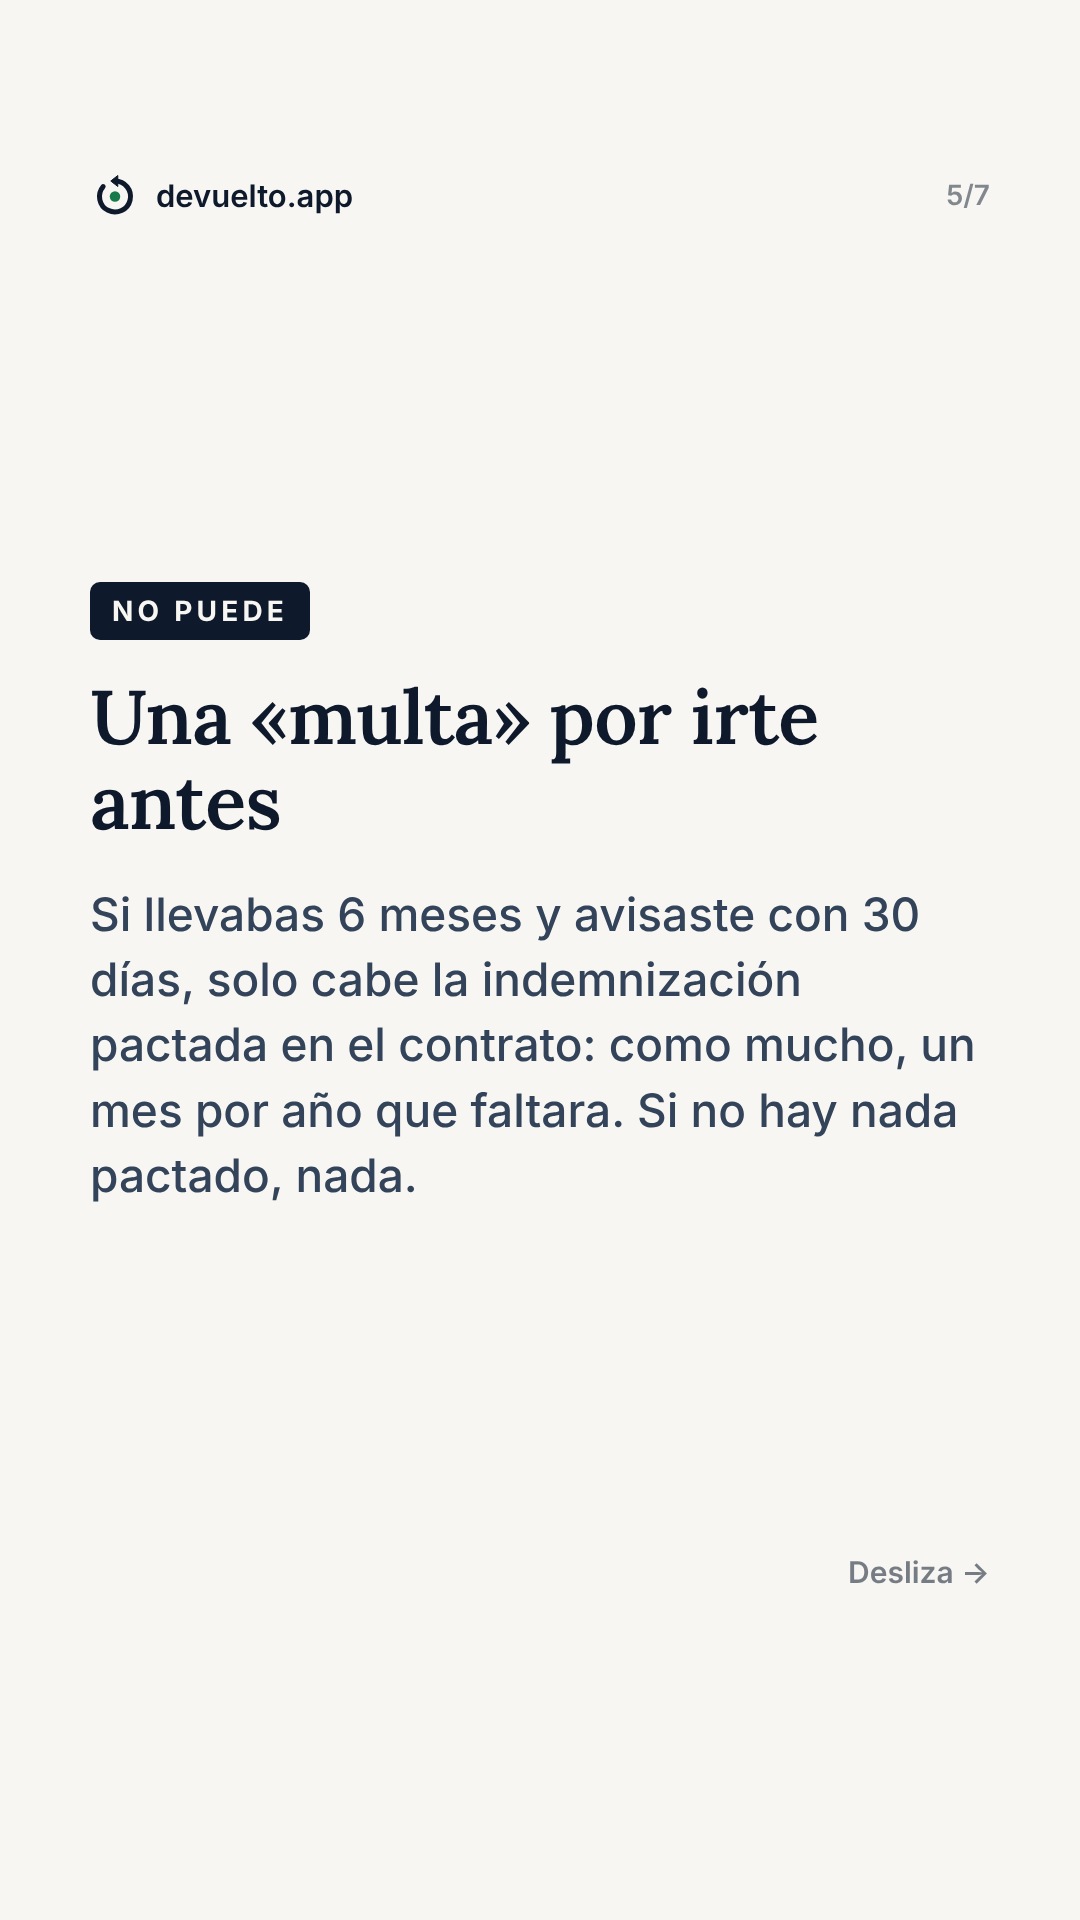 devuelto.app
5/7
NO PUEDE
Una «multa» por irte
antes
Si llevabas 6 meses y avisaste con 30
días, solo cabe la indemnización
pactada en el contrato: como mucho, un
mes por año que faltara. Si no hay nada
pactado, nada.
Desliza →